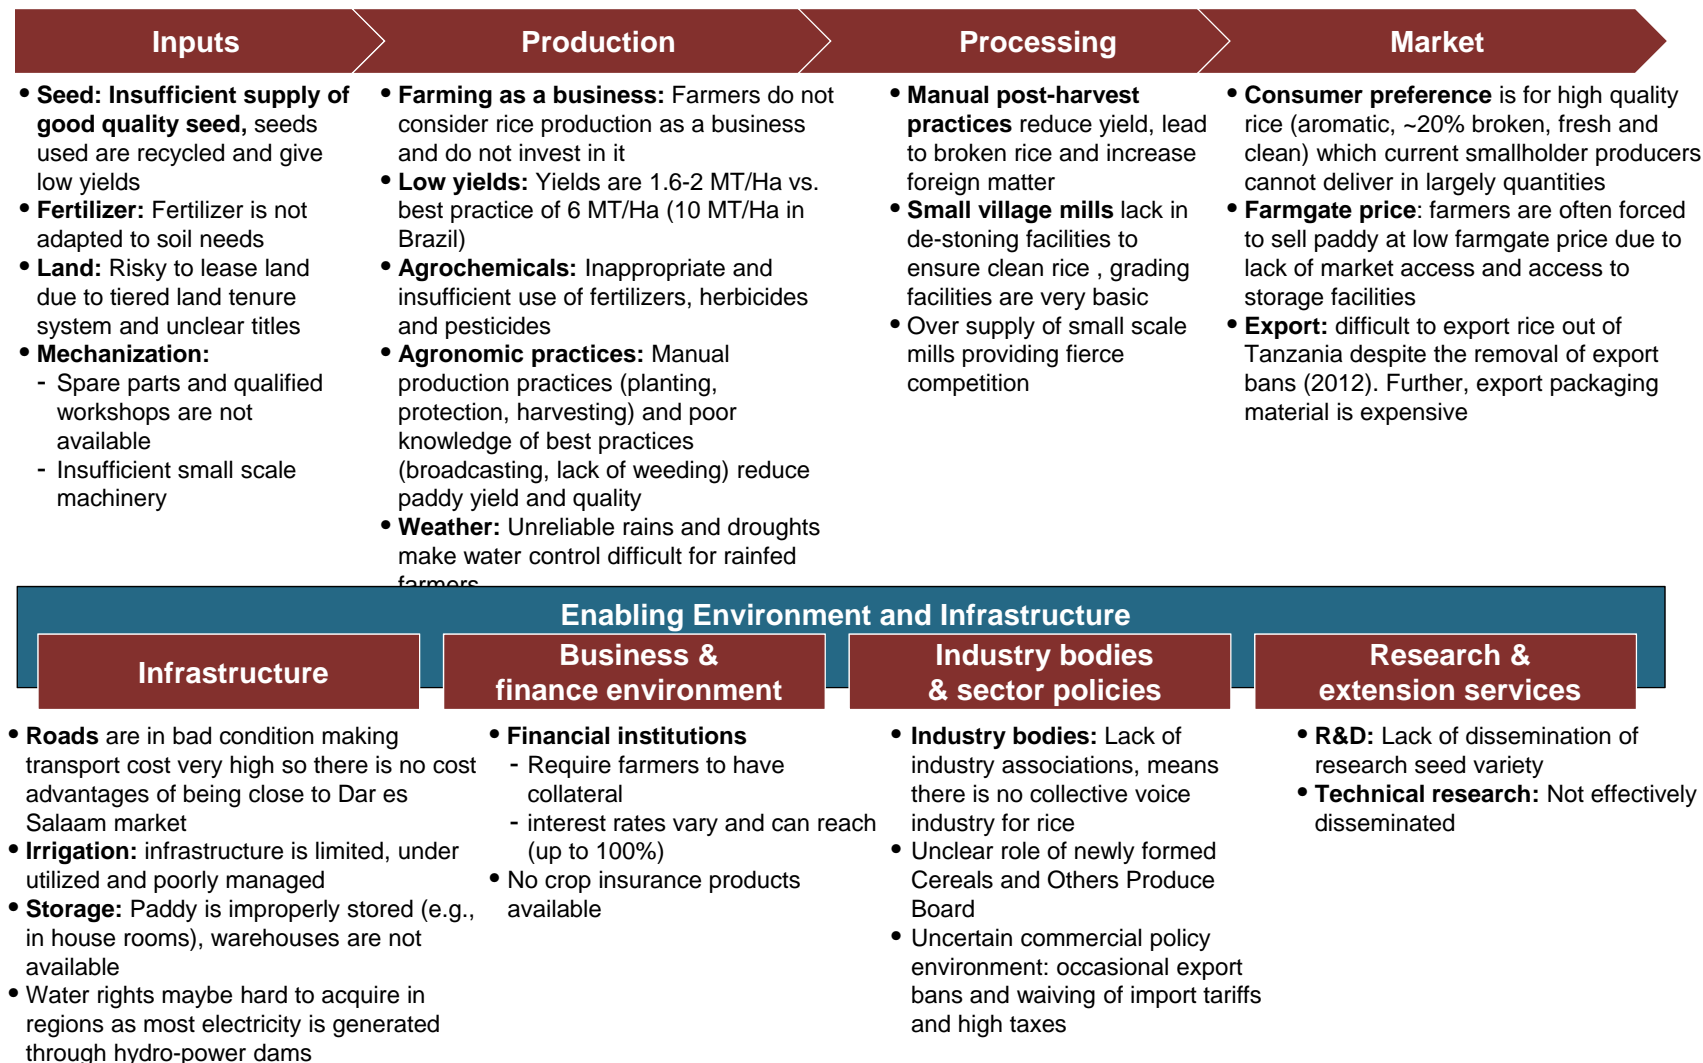 Inputs
Production
Processing
Market
• Seed: Insufficient supply of
good quality seed, seeds
used are recycled and give
low yields
• Fertilizer: Fertilizer is not
adapted to soil needs
• Land: Risky to lease land
due to tiered land tenure
system and unclear titles
• Mechanization:
- Spare parts and qualified
workshops are not
available
- Insufficient small scale
machinery
• Farming as a business: Farmers do not
consider rice production as a business
and do not invest in it
• Low yields: Yields are 1.6-2 MT/Ha vs.
best practice of 6 MT/Ha (10 MT/Ha in
Brazil)
• Agrochemicals: Inappropriate and
insufficient use of fertilizers, herbicides
and pesticides
• Agronomic practices: Manual
production practices (planting,
protection, harvesting) and poor
knowledge of best practices
(broadcasting, lack of weeding) reduce
paddy yield and quality
• Weather: Unreliable rains and droughts
make water control difficult for rainfed
farmers
• Manual post-harvest
practices reduce yield, lead
to broken rice and increase
foreign matter
• Small village mills lack in
de-stoning facilities to
ensure clean rice , grading
facilities are very basic
• Over supply of small scale
mills providing fierce
competition
• Consumer preference is for high quality
rice (aromatic, ~20% broken, fresh and
clean) which current smallholder producers
cannot deliver in largely quantities
• Farmgate price: farmers are often forced
to sell paddy at low farmgate price due to
lack of market access and access to
storage facilities
• Export: difficult to export rice out of
Tanzania despite the removal of export
bans (2012). Further, export packaging
material is expensive
Enabling Environment and Infrastructure
Infrastructure
Business &
finance environment
Industry bodies
& sector policies
Research &
extension services
• Roads are in bad condition making
transport cost very high so there is no cost
advantages of being close to Dar es
Salaam market
• Irrigation: infrastructure is limited, under
utilized and poorly managed
• Storage: Paddy is improperly stored (e.g.,
in house rooms), warehouses are not
available
• Water rights maybe hard to acquire in
regions as most electricity is generated
through hydro-power dams
• Financial institutions
- Require farmers to have
collateral
- interest rates vary and can reach
(up to 100%)
• No crop insurance products
available
• Industry bodies: Lack of
industry associations, means
there is no collective voice
industry for rice
• Unclear role of newly formed
Cereals and Others Produce
Board
• Uncertain commercial policy
environment: occasional export
bans and waiving of import tariffs
and high taxes
• R&D: Lack of dissemination of
research seed variety
• Technical research: Not effectively
disseminated